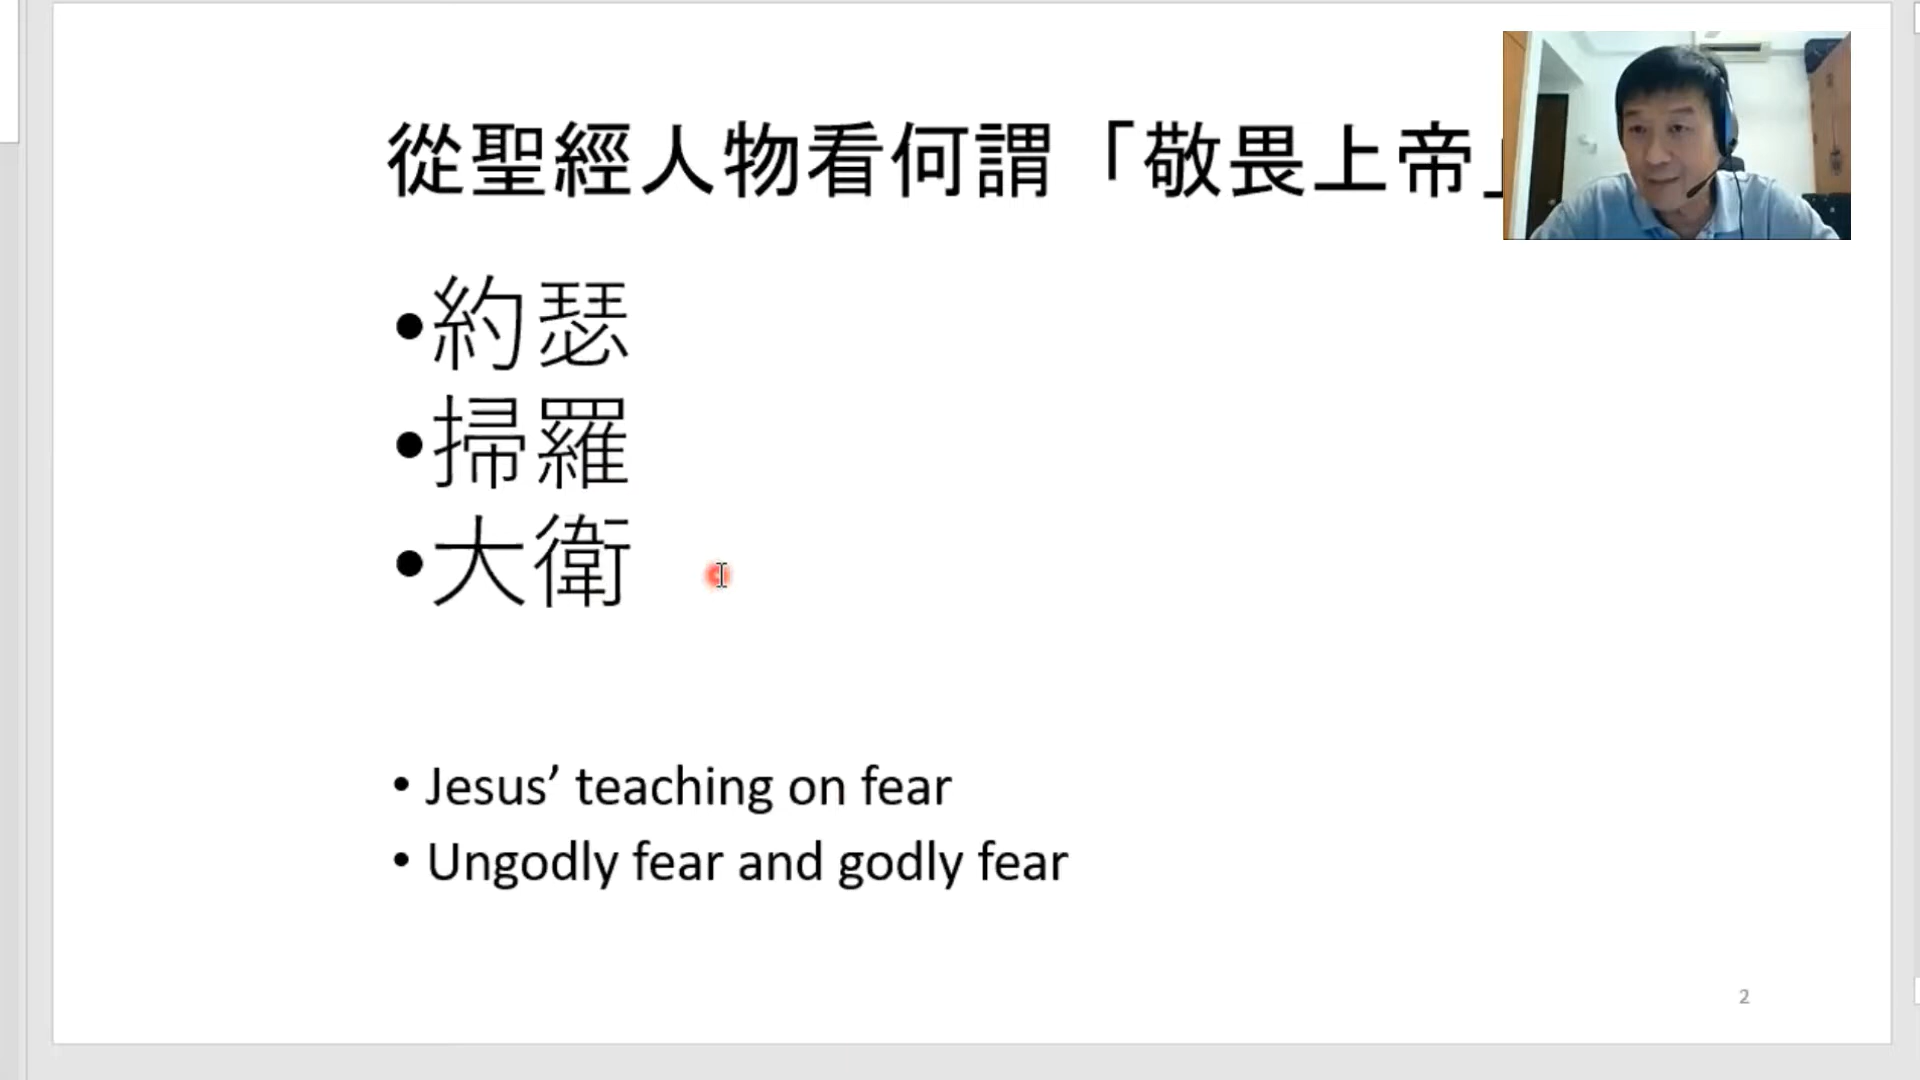 從聖經人物看何謂「敬畏上帝」
•約瑟
•掃羅
•大衛
• Jesus’ teaching on fear
• Ungodly fear and godly fear
2